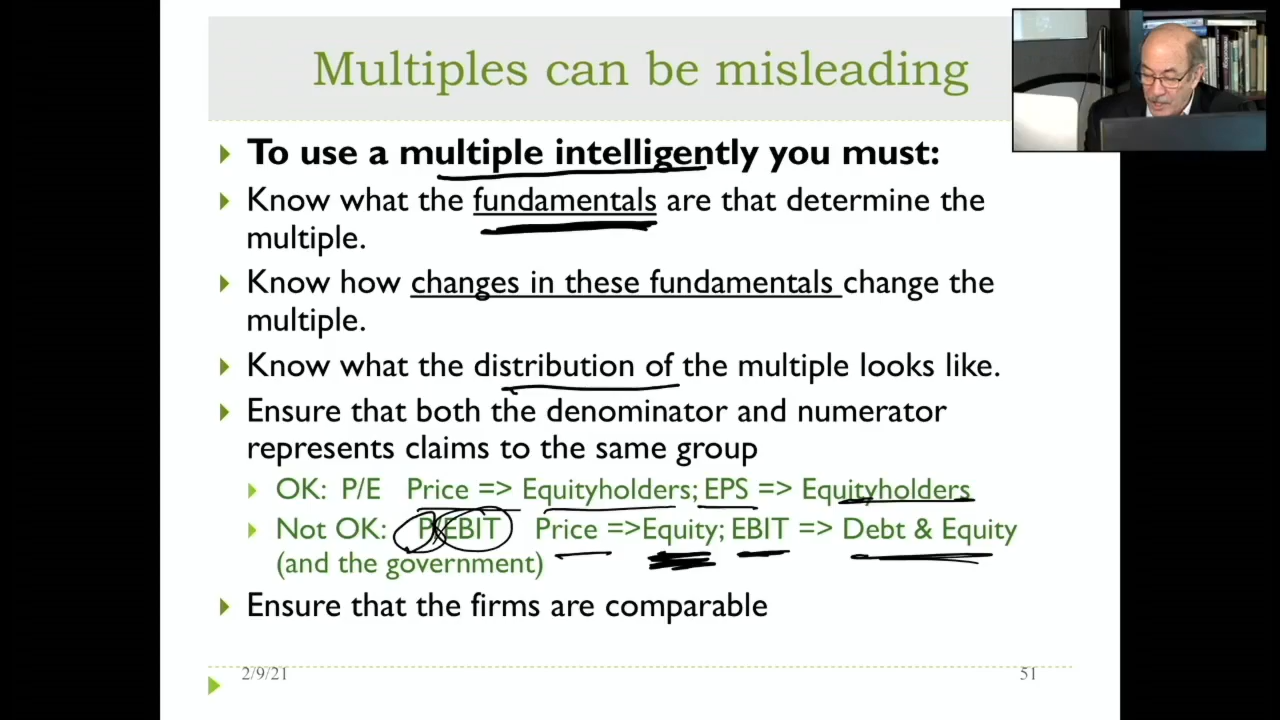 Multiples can be misleading
To use a multiple intelligently you must:
Know what the fundamentals are that determine the
multiple.
Know how changes in these fundamentals change the
multiple.
Know what the distribution of the multiple looks like.
Ensure that both the denominator and numerator
represents claims to the same group
OK: P/E Price => Equityholders; EPS => Equityholders
Not OK: P/EBIT Price =>Equity; EBIT => Debt & Equity
(and the government)
Ensure that the firms are comparable
2/9/21 51